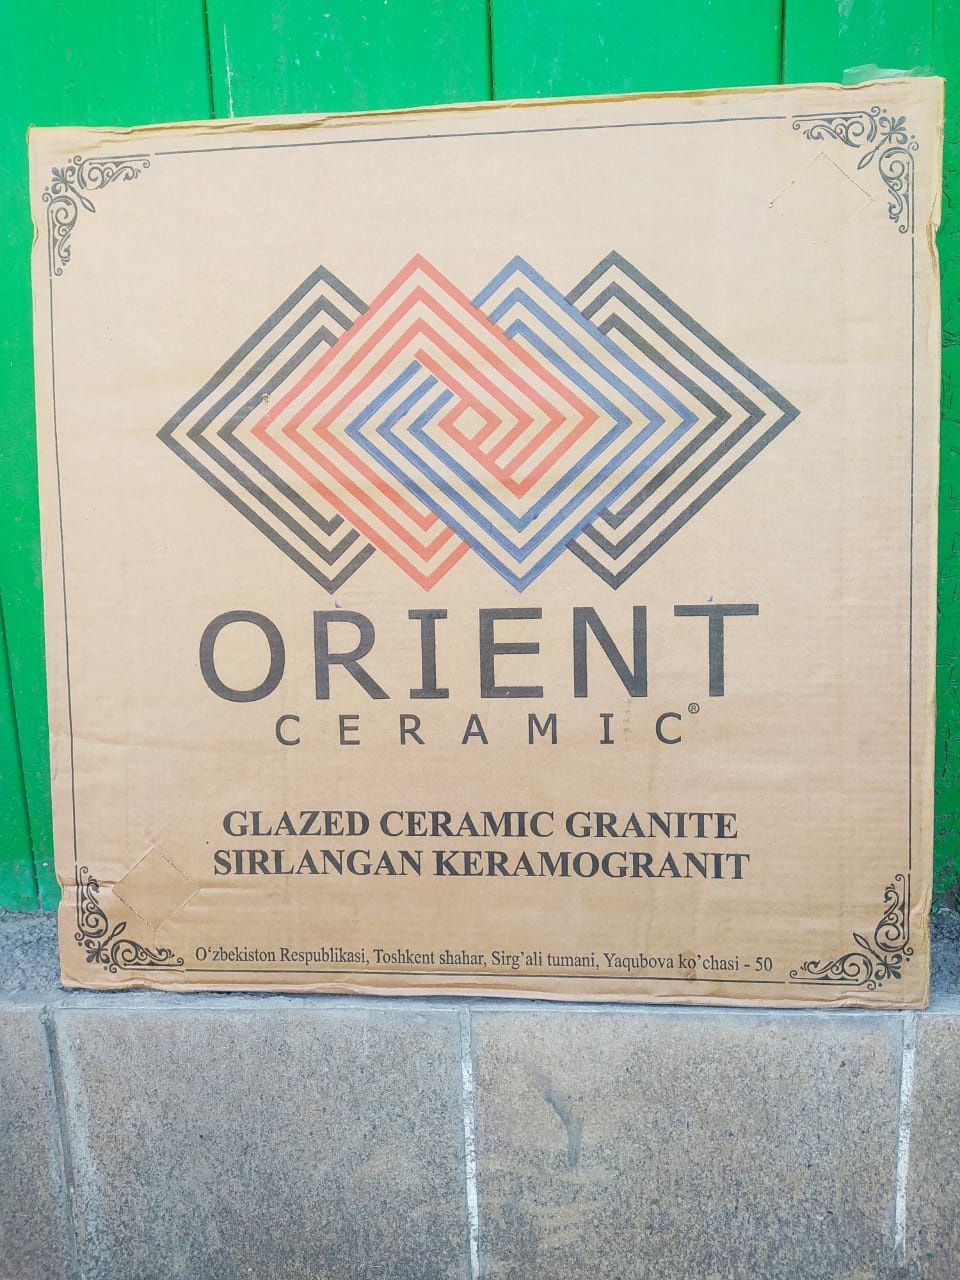 ORIENT
CERAMIC®
GLAZED CERAMIC GRANITE
SIRLANGAN KERAMOGRANIT
O‘zbekiston Respublikasi, Toshkent shahar, Sirg’ali tumani, Yaqubova ko’chasi - 50